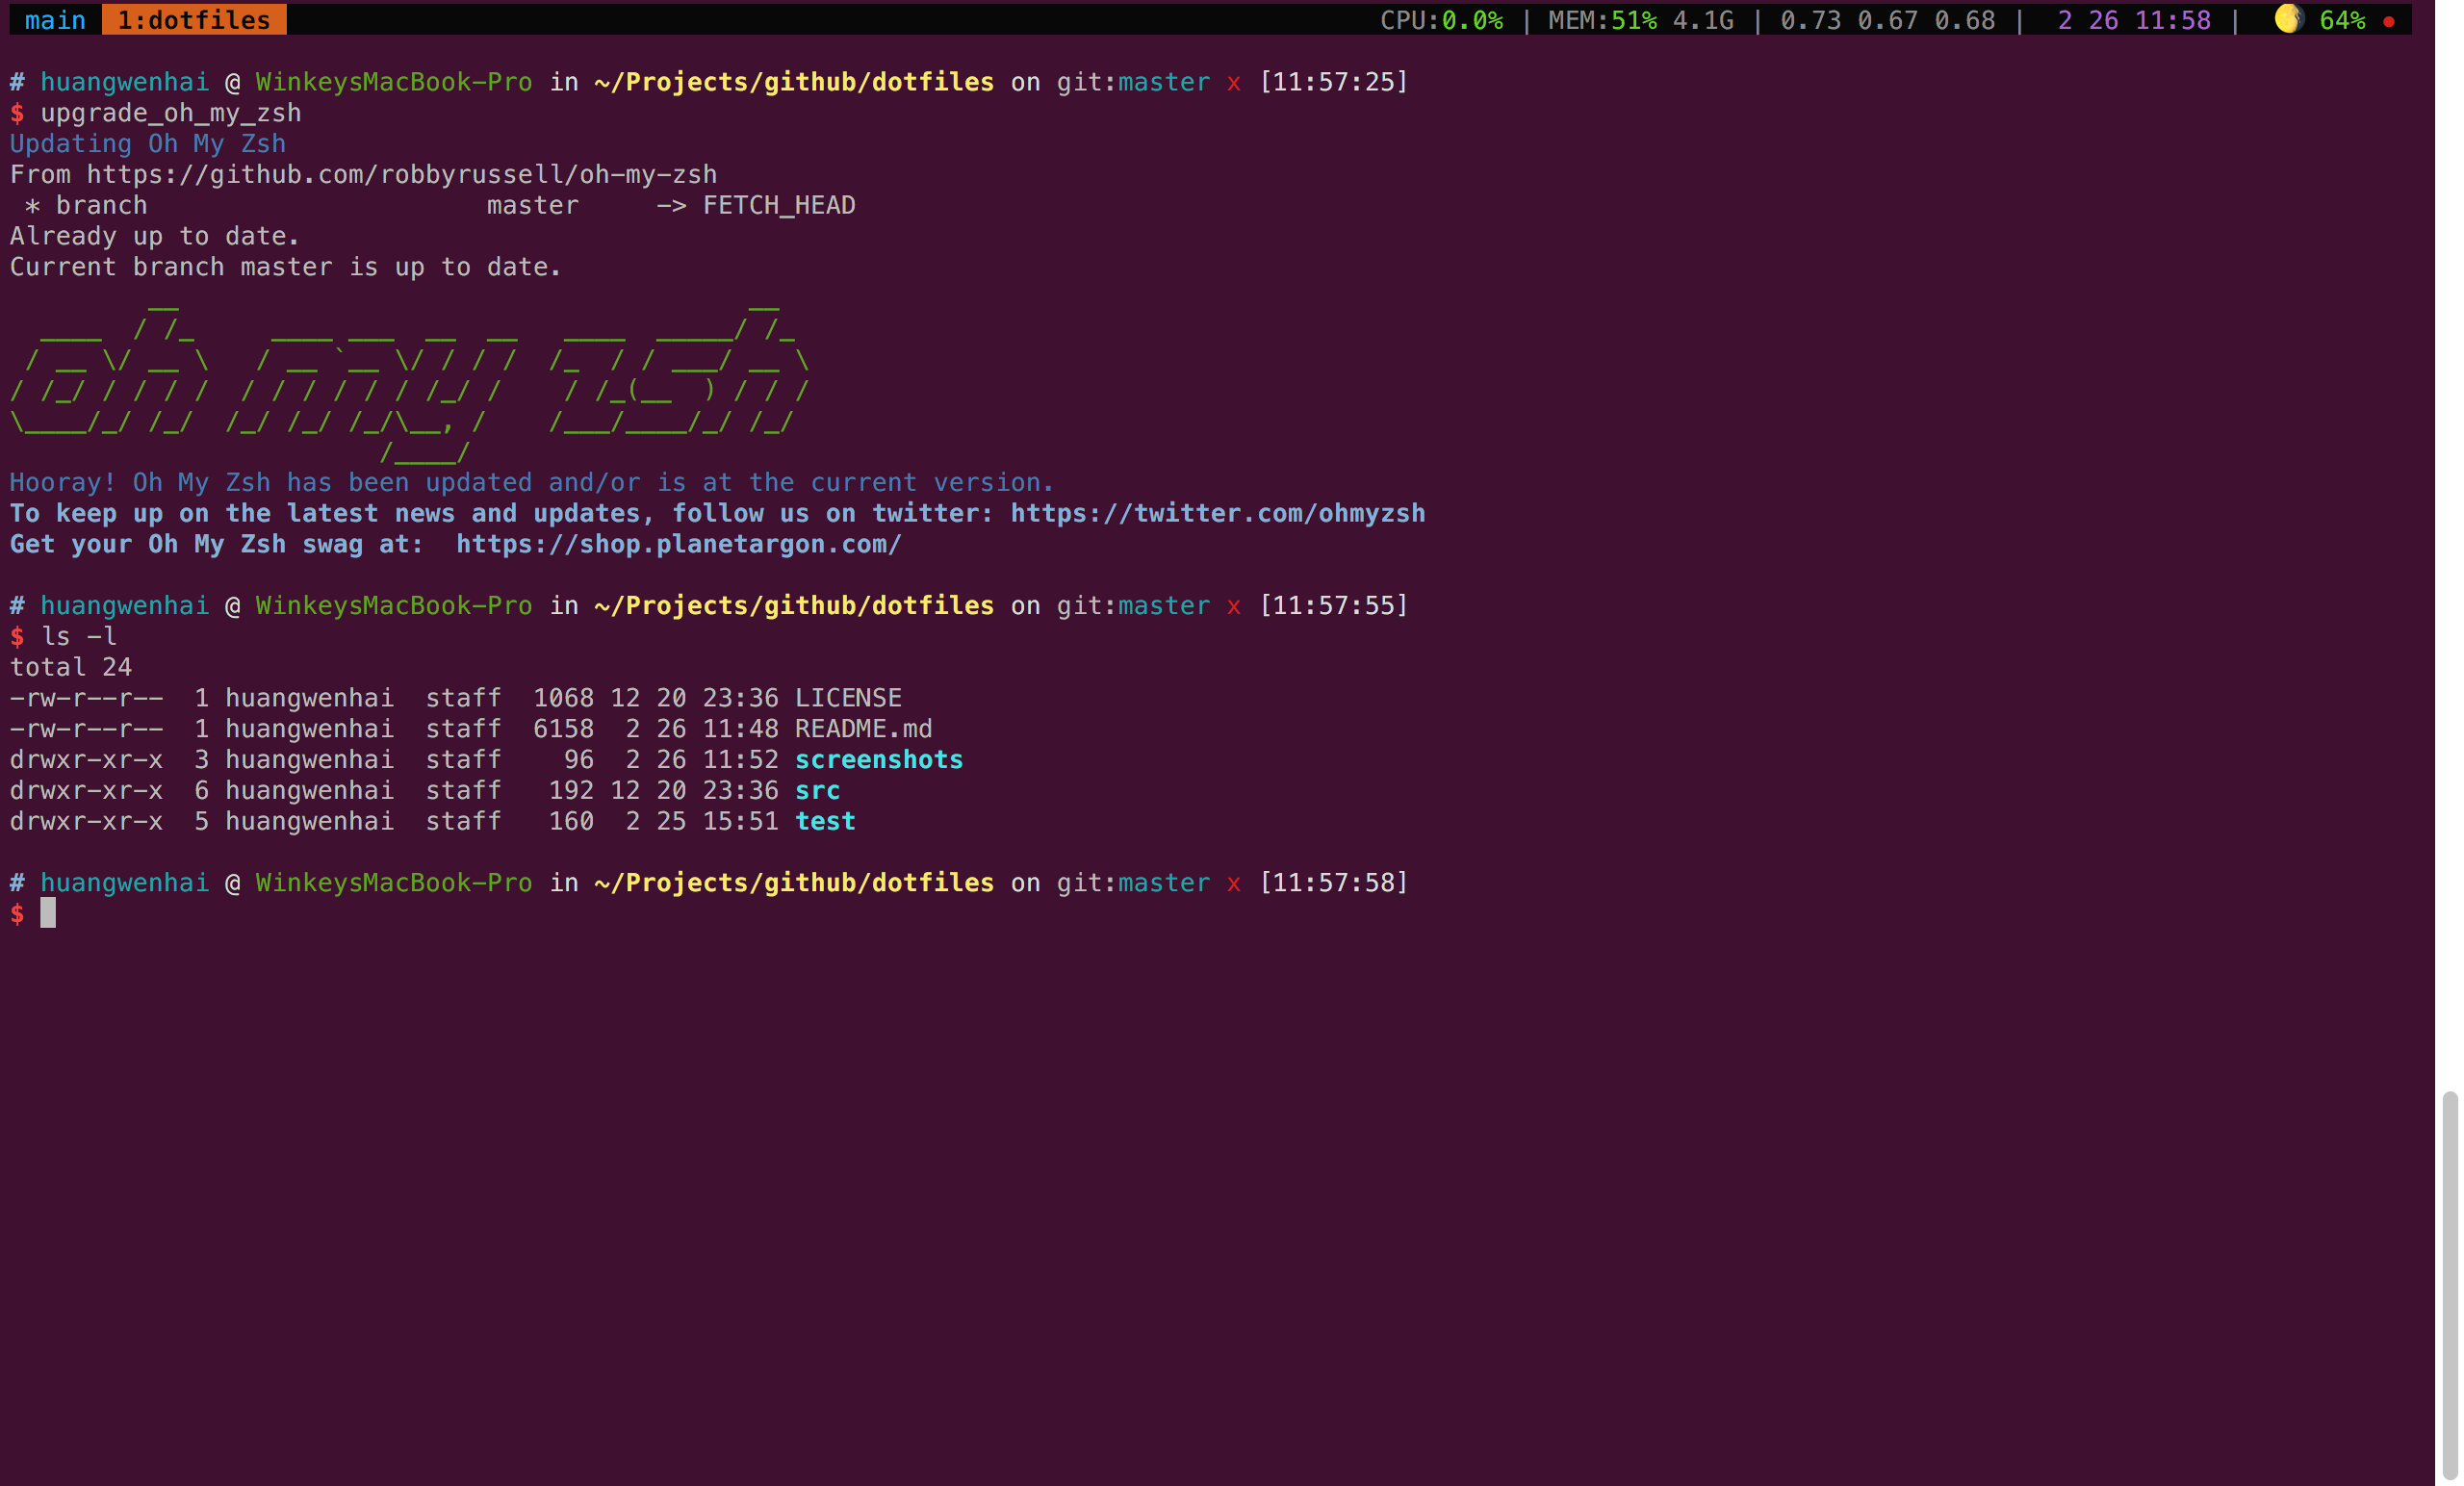 main 1:dotfiles CPU:0.0% | MEM:51% 4.1G | 0.73 0.67 0.68 | 2 26 11:58 | 64%
# huangwenhai @ WinkeysMacBook-Pro in ~/Projects/github/dotfiles on git:master x [11:57:25]
$ upgrade_oh_my_zsh
Updating Oh My Zsh
From https://github.com/robbyrussell/oh-my-zsh
 * branch                      master     -> FETCH_HEAD
Already up to date.
Current branch master is up to date.
         __                                     __
  ____  / /_     ____ ___  __  __   ____  _____/ /_
 / __ \/ __ \   / __ `__ \/ / / /  /_  / / ___/ __ \
/ /_/ / / / /  / / / / / / /_/ /    / /_(__  ) / / /
\____/_/ /_/  /_/ /_/ /_/\__, /    /___/____/_/ /_/
                        /____/
Hooray! Oh My Zsh has been updated and/or is at the current version.
To keep up on the latest news and updates, follow us on twitter: https://twitter.com/ohmyzsh
Get your Oh My Zsh swag at:  https://shop.planetargon.com/
# huangwenhai @ WinkeysMacBook-Pro in ~/Projects/github/dotfiles on git:master x [11:57:55]
$ ls -l
total 24
-rw-r--r--  1 huangwenhai  staff  1068 12 20 23:36 LICENSE
-rw-r--r--  1 huangwenhai  staff  6158  2 26 11:48 README.md
drwxr-xr-x  3 huangwenhai  staff    96  2 26 11:52 screenshots
drwxr-xr-x  6 huangwenhai  staff   192 12 20 23:36 src
drwxr-xr-x  5 huangwenhai  staff   160  2 25 15:51 test
# huangwenhai @ WinkeysMacBook-Pro in ~/Projects/github/dotfiles on git:master x [11:57:58]
$